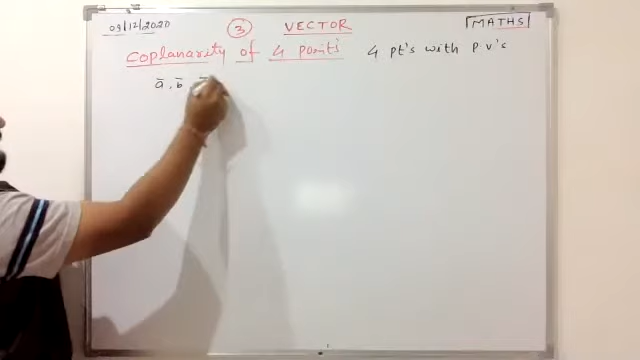 03/12/2020 3 VECTOR MATHS
Coplanarity of 4 points 4 pt's with p.v's
a̅, b̅,